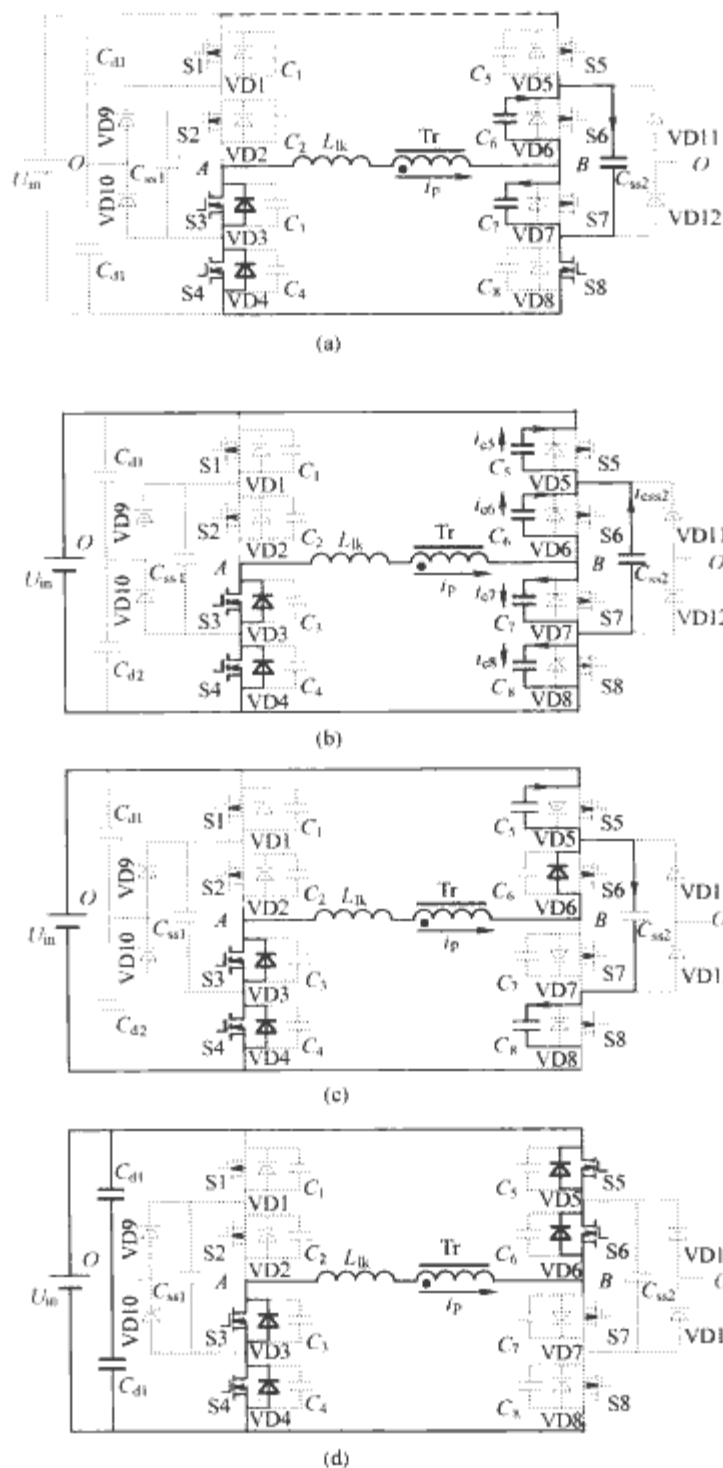 C_d1 S1 C_1 C_5 S5
VD1 VD5
VD9 S2 C_6 S6 VD11
O C_ss1 VD2 C_2 L_lk Tr VD6 B C_ss2 O
U_in VD10 A i_p S7 VD12
S3 VD3 C_3 C_7 VD7
C_d1 S4 VD4 C_4 C_8 VD8 S8
(a)
C_d1 S1 C_1 i_c5 C_5 S5
VD1 VD5 i_css2
VD9 S2 i_c6 C_6 S6 VD11
O C_ss1 VD2 C_2 L_lk Tr VD6 B C_ss2 O
U_in VD10 A i_p i_c7 S7 VD12
S3 VD3 C_3 C_7 VD7
C_d2 S4 VD4 C_4 i_c8 C_8 VD8 S8
(b)
C_d1 S1 C_1 C_5 S5
VD1 VD5
VD9 S2 C_6 S6 VD1
O C_ss1 VD2 C_2 L_lk Tr VD6 B C_ss2
U_in VD10 A i_p S7 VD1
S3 VD3 C_3 C_7 VD7
C_d2 S4 VD4 C_4 C_8 VD8 S8
(c)
C_d1 S1 C_1 C_5 S5
VD1 VD5
VD9 S2 C_6 S6 VD1
O C_ss1 VD2 C_2 L_lk Tr VD6 B C_ss2
U_in VD10 A i_p S7 VD1
S3 VD3 C_3 C_7 VD7
C_d1 S4 VD4 C_4 C_8 VD8 S8
(d)